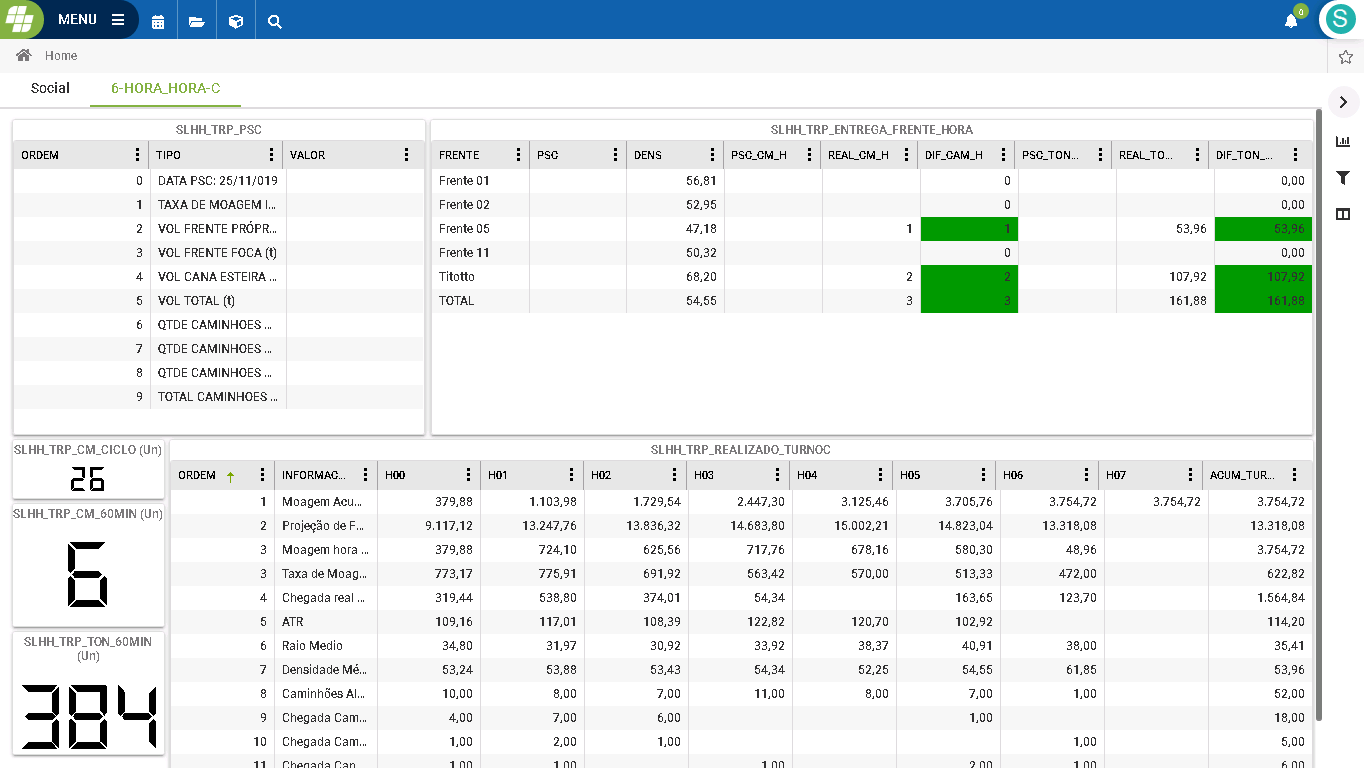 MENU
0
S
Home
Social 6-HORA_HORA-C
SLHH_TRP_PSC
ORDEM TIPO VALOR
0 DATA PSC: 25/11/019
1 TAXA DE MOAGEM I...
2 VOL FRENTE PRÓPR...
3 VOL FRENTE FOCA (t)
4 VOL CANA ESTEIRA ...
5 VOL TOTAL (t)
6 QTDE CAMINHOES ...
7 QTDE CAMINHOES ...
8 QTDE CAMINHOES ...
9 TOTAL CAMINHOES ...
SLHH_TRP_ENTREGA_FRENTE_HORA
FRENTE PSC DENS PSC_CM_H REAL_CM_H DIF_CAM_H PSC_TON... REAL_TO... DIF_TON_...
Frente 01 56,81 0 0,00
Frente 02 52,95 0 0,00
Frente 05 47,18 1 1 53,96 53,96
Frente 11 50,32 0 0,00
Titotto 68,20 2 2 107,92 107,92
TOTAL 54,55 3 3 161,88 161,88
SLHH_TRP_CM_CICLO (Un)
26
SLHH_TRP_CM_60MIN (Un)
6
SLHH_TRP_TON_60MIN
(Un)
384
SLHH_TRP_REALIZADO_TURNOC
ORDEM INFORMAC... H00 H01 H02 H03 H04 H05 H06 H07 ACUM_TUR...
1 Moagem Acu... 379,88 1.103,98 1.729,54 2.447,30 3.125,46 3.705,76 3.754,72 3.754,72 3.754,72
2 Projeção de F... 9.117,12 13.247,76 13.836,32 14.683,80 15.002,21 14.823,04 13.318,08 13.318,08
3 Moagem hora ... 379,88 724,10 625,56 717,76 678,16 580,30 48,96 3.754,72
3 Taxa de Moag... 773,17 775,91 691,92 563,42 570,00 513,33 472,00 622,82
4 Chegada real ... 319,44 538,80 374,01 54,34 163,65 123,70 1.564,84
5 ATR 109,16 117,01 108,39 122,82 120,70 102,92 114,20
6 Raio Medio 34,80 31,97 30,92 33,92 38,37 40,91 38,00 35,41
7 Densidade Mé... 53,24 53,88 53,43 54,34 52,25 54,55 61,85 53,96
8 Caminhões Al... 10,00 8,00 7,00 11,00 8,00 7,00 1,00 52,00
9 Chegada Cam... 4,00 7,00 6,00 1,00 18,00
10 Chegada Cam... 1,00 2,00 1,00 1,00 5,00
11 Chegada Can... 1,00 1,00 1,00 2,00 1,00 6,00